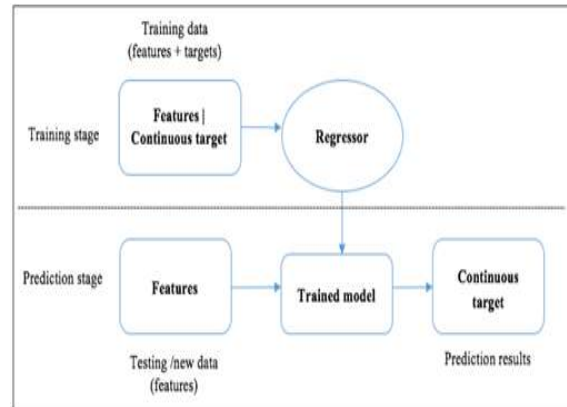 Training data
(features + targets)
Training stage
Features |
Continuous target
Regressor
Prediction stage
Features
Trained model
Continuous
target
Testing /new data
(features)
Prediction results